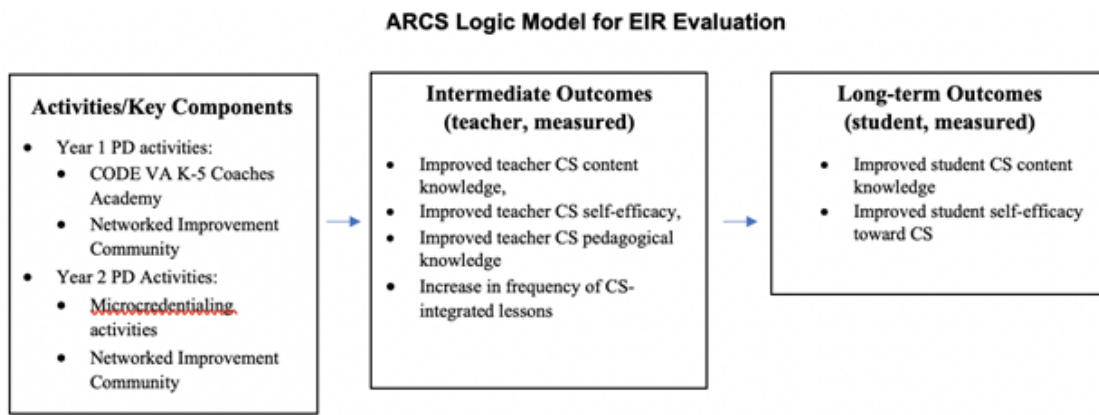 ARCS Logic Model for EIR Evaluation
Activities/Key Components
• Year 1 PD activities:
• CODE VA K-5 Coaches
Academy
• Networked Improvement
Community
• Year 2 PD Activities:
• Microcredentialing
activities
• Networked Improvement
Community
Intermediate Outcomes
(teacher, measured)
• Improved teacher CS content
knowledge,
• Improved teacher CS self-efficacy,
• Improved teacher CS pedagogical
knowledge
• Increase in frequency of CS-
integrated lessons
Long-term Outcomes
(student, measured)
• Improved student CS content
knowledge
• Improved student self-efficacy
toward CS